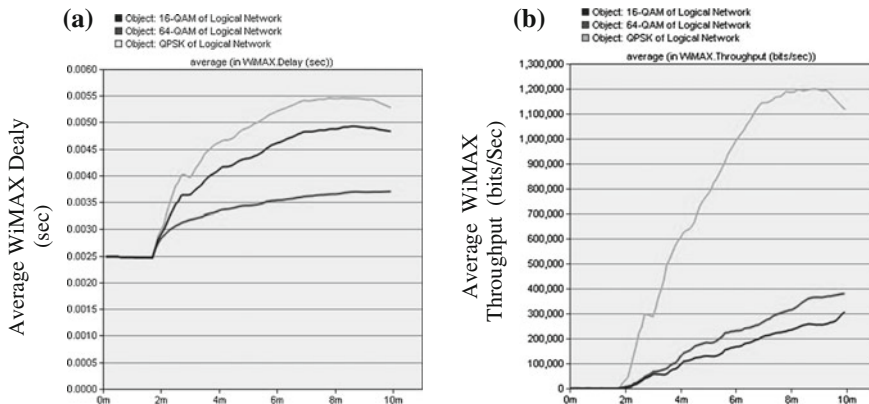 (a)
Object: 16-QAM of Logical Network
Object: 64-QAM of Logical Network
Object: QPSK of Logical Network
average (in WiMAX.Delay (sec))
0.0060
0.0055
0.0050
0.0045
0.0040
0.0035
0.0030
0.0025
0.0020
0.0015
0.0010
0.0005
0.0000
0m
2m
4m
6m
8m
10m
Average WiMAX Dealy
(sec)
(b)
Object: 16-QAM of Logical Network
Object: 64-QAM of Logical Network
Object: QPSK of Logical Network
average (in WiMAX.Throughput (bits/sec))
1,300,000
1,200,000
1,100,000
1,000,000
900,000
800,000
700,000
600,000
500,000
400,000
300,000
200,000
100,000
0
0m
2m
4m
6m
8m
10m
Average WiMAX
Throughput (bits/Sec)